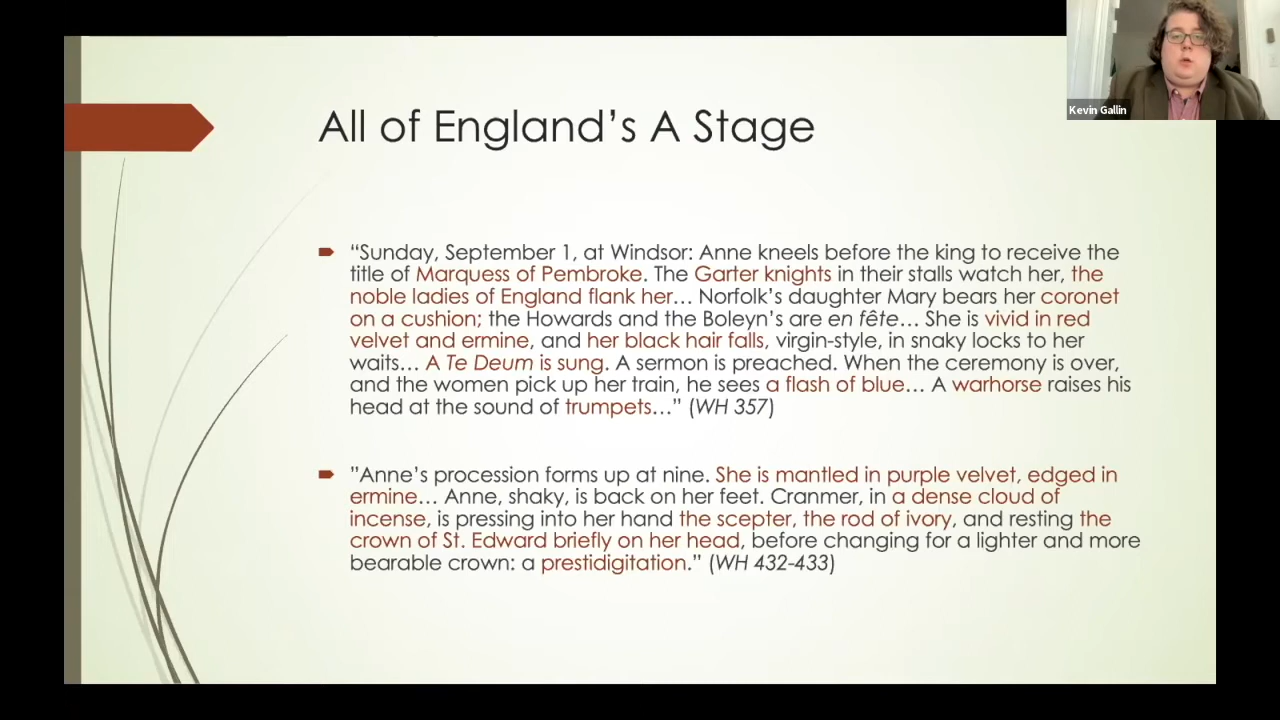 Kevin Gallin
All of England's A Stage
“Sunday, September 1, at Windsor: Anne kneels before the king to receive the
title of Marquess of Pembroke. The Garter knights in their stalls watch her, the
noble ladies of England flank her… Norfolk’s daughter Mary bears her coronet
on a cushion; the Howards and the Boleyn’s are en fête… She is vivid in red
velvet and ermine, and her black hair falls, virgin-style, in snaky locks to her
waits… A Te Deum is sung. A sermon is preached. When the ceremony is over,
and the women pick up her train, he sees a flash of blue… A warhorse raises his
head at the sound of trumpets…” (WH 357)
”Anne’s procession forms up at nine. She is mantled in purple velvet, edged in
ermine… Anne, shaky, is back on her feet. Cranmer, in a dense cloud of
incense, is pressing into her hand the scepter, the rod of ivory, and resting the
crown of St. Edward briefly on her head, before changing for a lighter and more
bearable crown: a prestidigitation.” (WH 432-433)